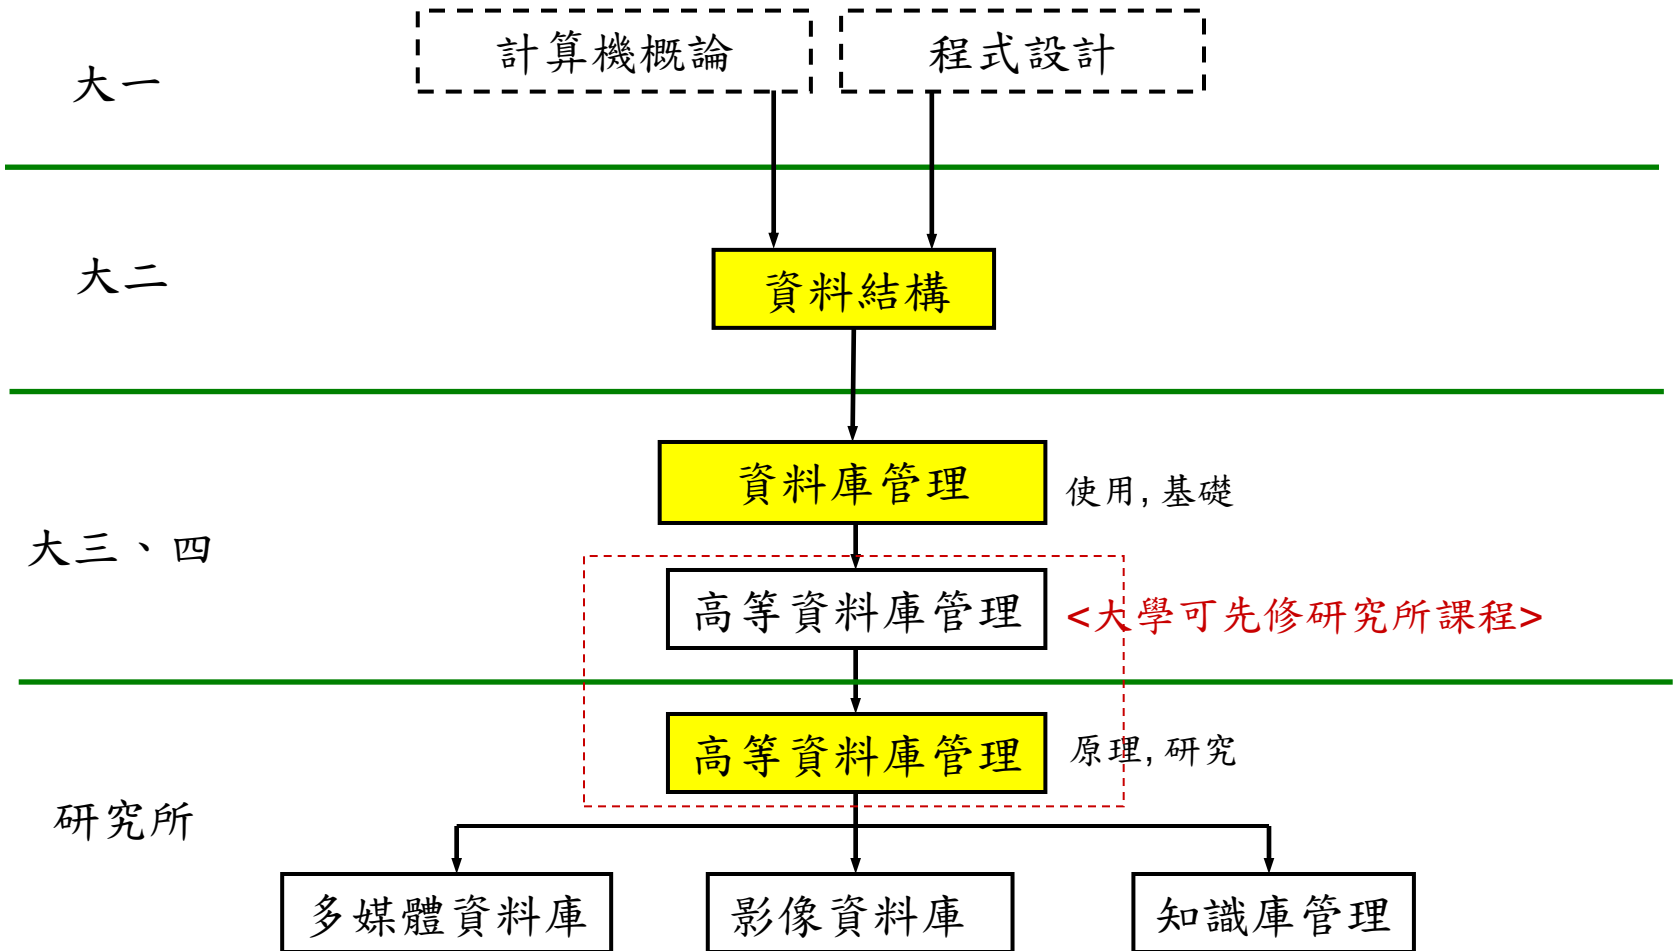 計算機概論
程式設計
大一
大二
資料結構
資料庫管理
使用, 基礎
大三、四
高等資料庫管理
<大學可先修研究所課程>
高等資料庫管理
原理, 研究
研究所
多媒體資料庫
影像資料庫
知識庫管理